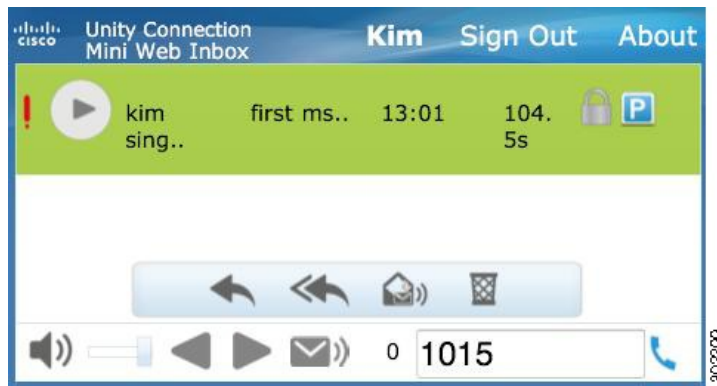 cisco
Unity Connection
Mini Web Inbox
Kim Sign Out About
! kim first ms.. 13:01 104. P
sing.. 5s
0 1015